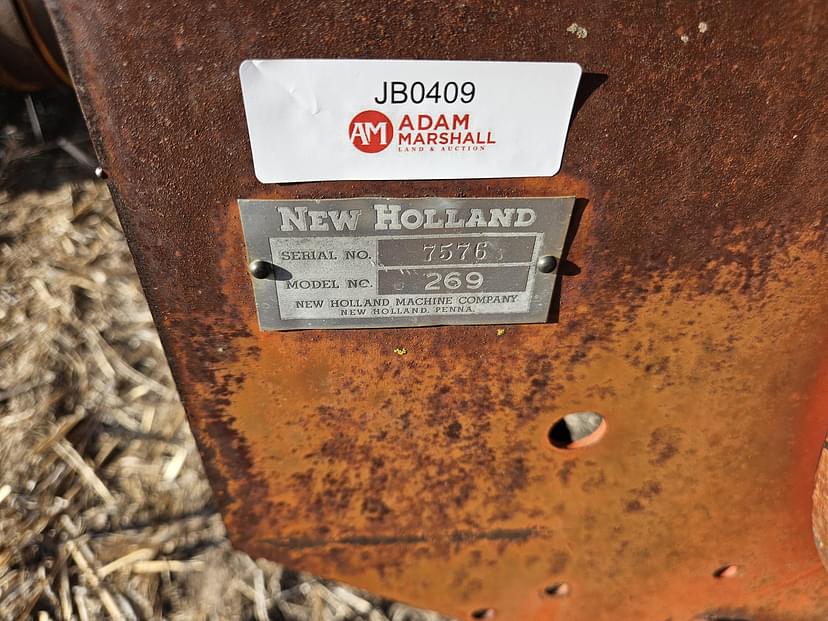 JB0409
AM ADAM
MARSHALL
LAND & AUCTION
NEW HOLLAND
SERIAL NO. 7576
MODEL NO. 269
NEW HOLLAND MACHINE COMPANY
NEW HOLLAND, PENNA.